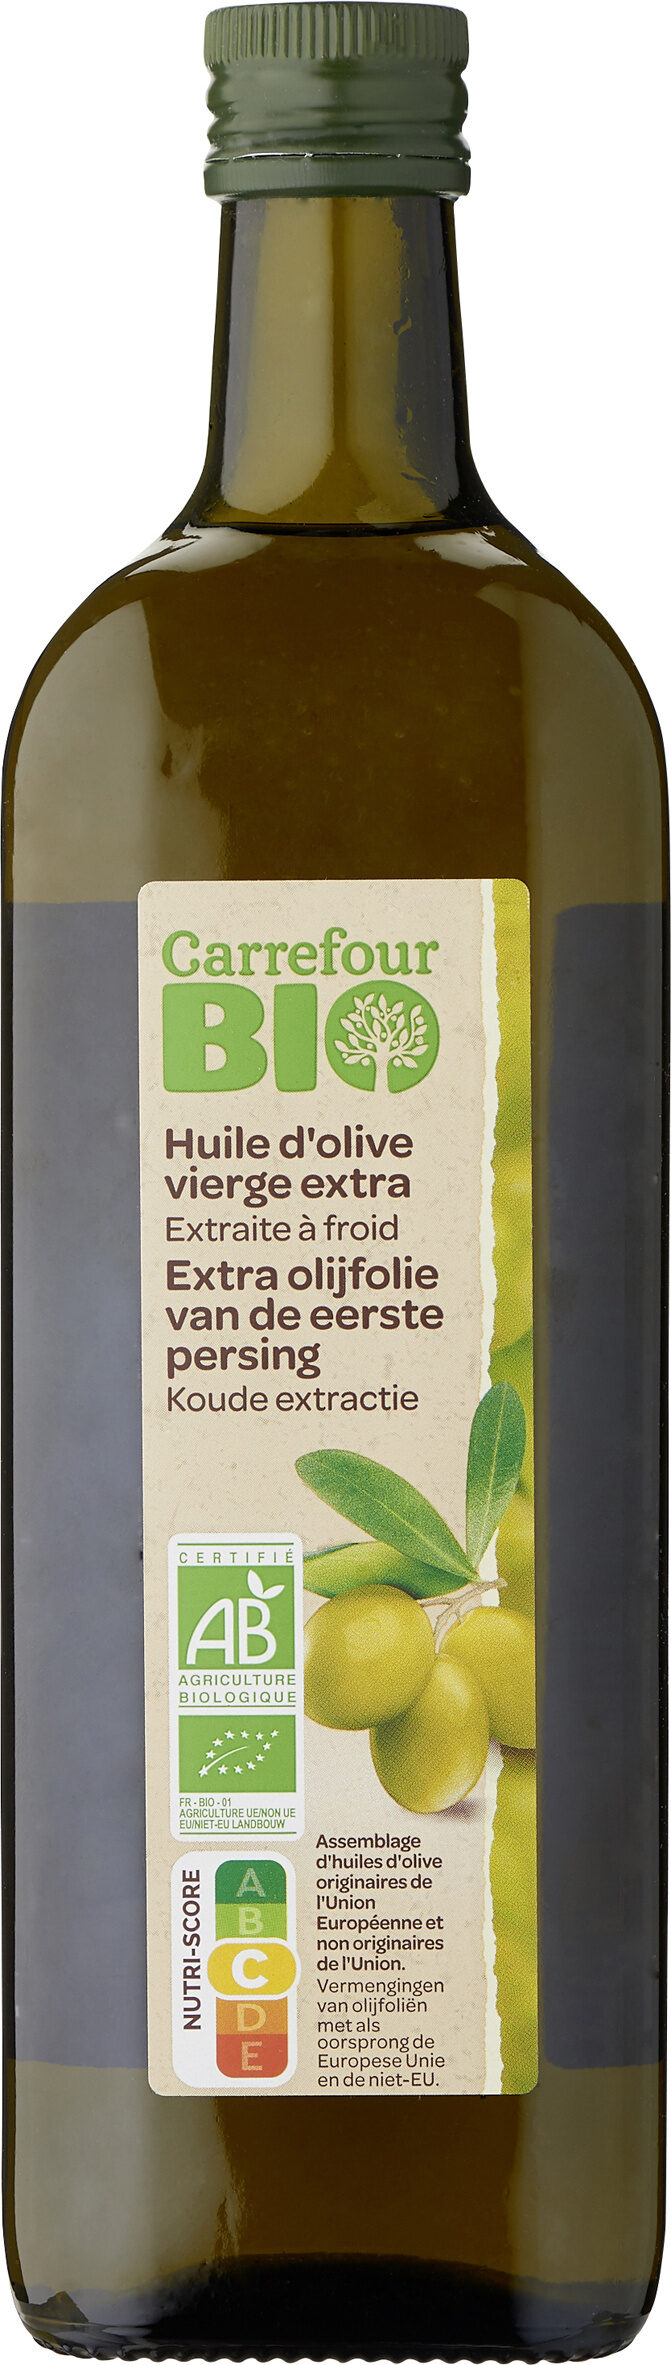 Carrefour
BIO
Huile d'olive
vierge extra
Extraite à froid
Extra olijfolie
van de eerste
persing
Koude extractie
CERTIFIÉ
AB
AGRICULTURE
BIOLOGIQUE
FR - BIO - 01
AGRICULTURE UE/NON UE
EU/NIET-EU LANDBOUW
NUTRI-SCORE
A
B
C
D
E
Assemblage
d'huiles d'olive
originaires de
l'Union
Européenne et
non originaires
de l'Union.
Vermengingen
van olijfoliën
met als
oorsprong de
Europese Unie
en de niet-EU.